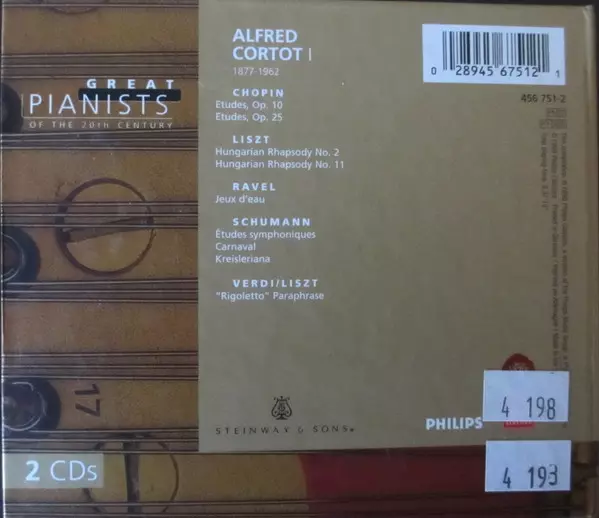 GREAT
PIANISTS
OF THE 20TH CENTURY
ALFRED
CORTOT I
1877-1962
CHOPIN
Etudes, Op. 10
Etudes, Op. 25
LISZT
Hungarian Rhapsody No. 2
Hungarian Rhapsody No. 11
RAVEL
Jeux d'eau
SCHUMANN
Études symphoniques
Carnaval
Kreisleriana
VERDI/LISZT
"Rigoletto" Paraphrase
0 28945 67512 1
456 751-2
STEINWAY & SONS
PHILIPS
4 198
4 193
17
2 CDs